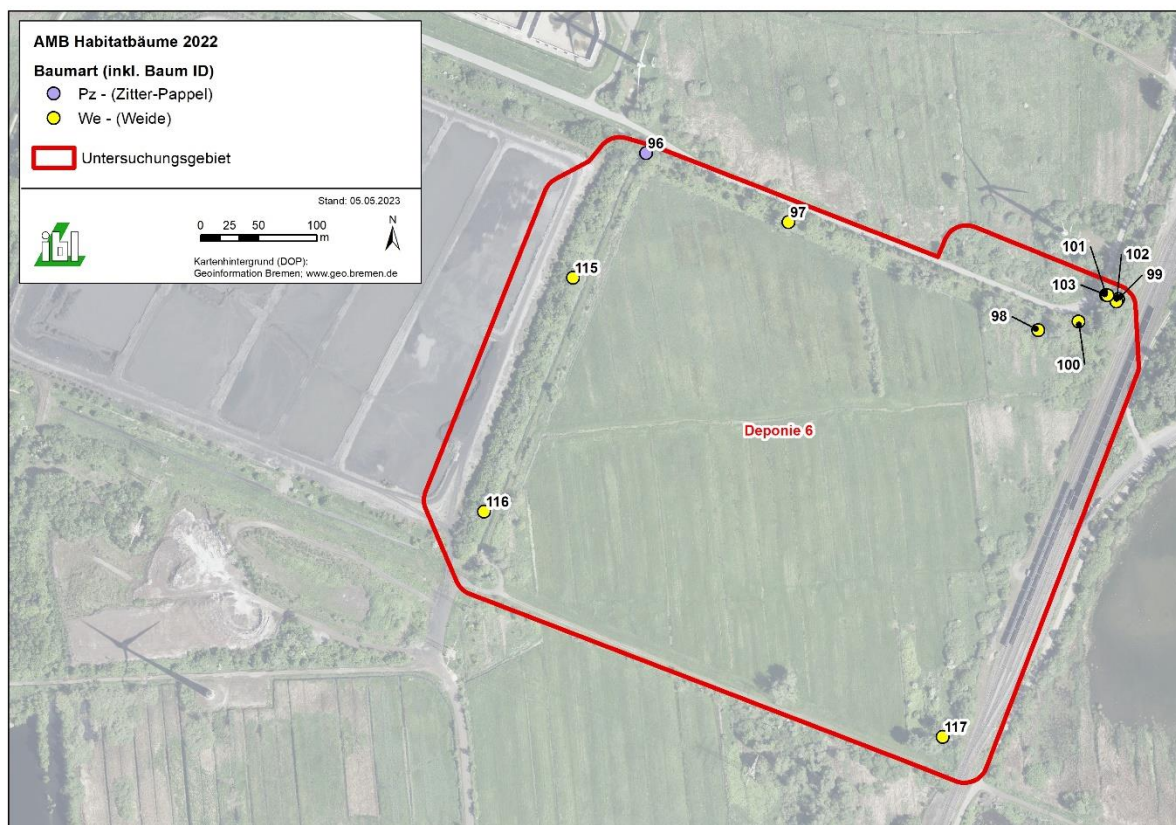 AMB Habitatbäume 2022
Baumart (inkl. Baum ID)
Pz - (Zitter-Pappel)
We - (Weide)
Untersuchungsgebiet
Stand: 05.05.2023
0 25 50 100
m
N
ibl
Kartenhintergrund (DOP):
Geoinformation Bremen; www.geo.bremen.de
96
97
101
102
103
99
115
98
100
Deponie 6
116
117